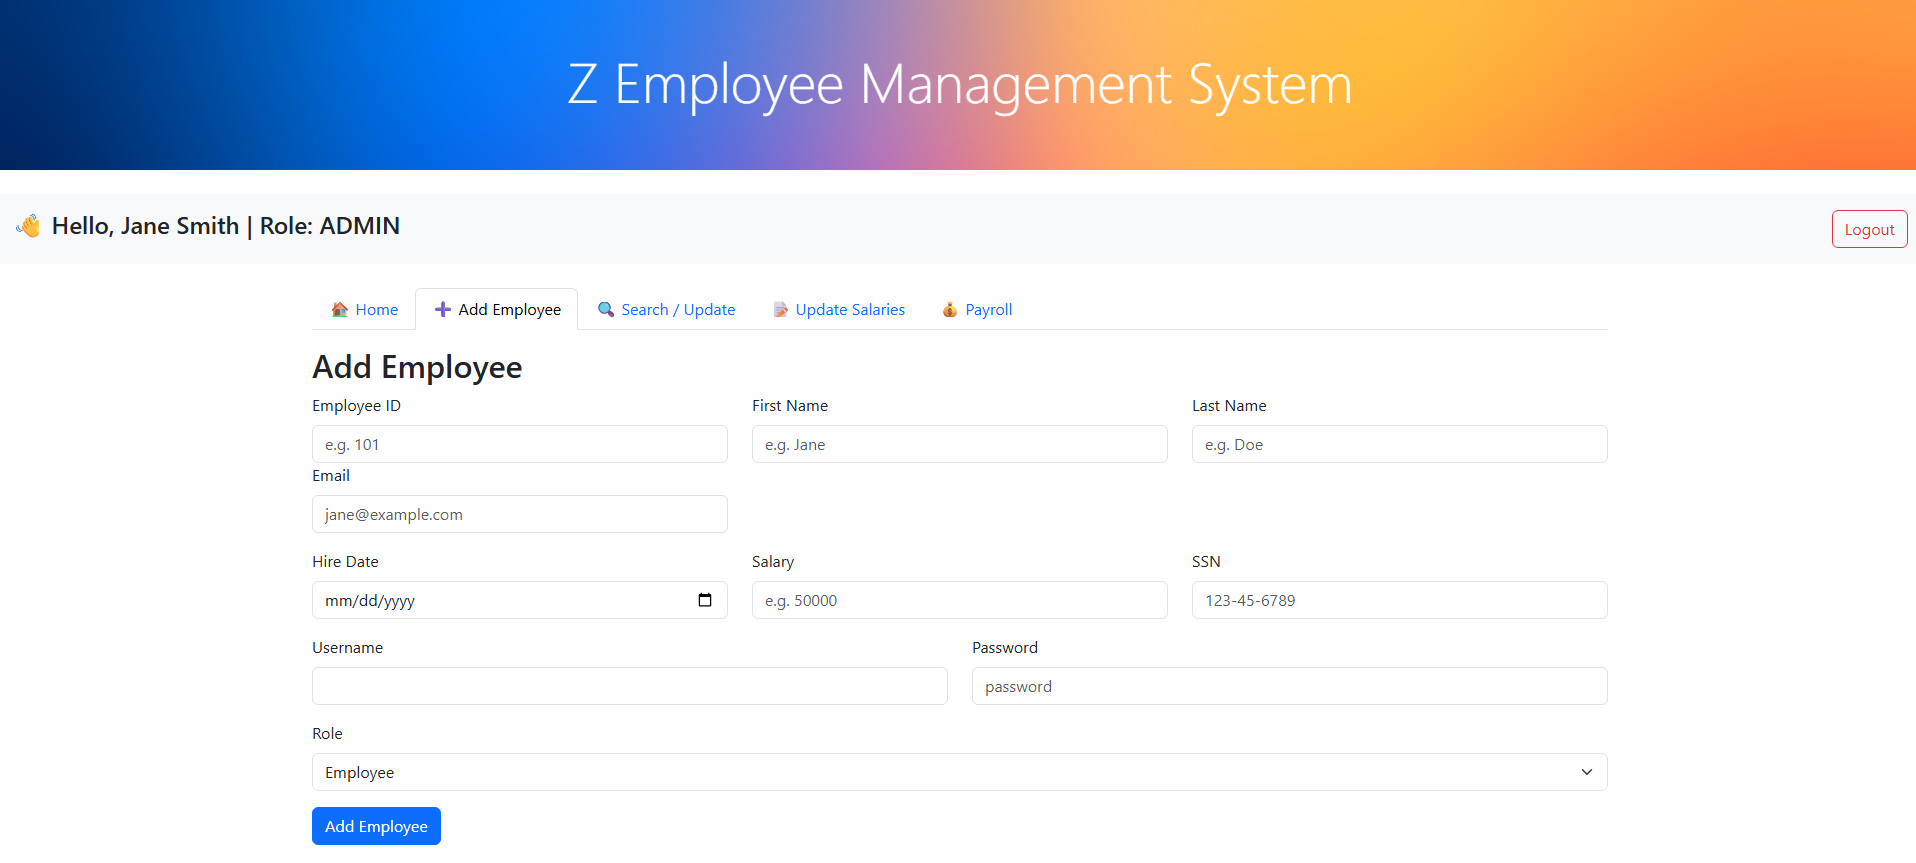 Z Employee Management System
👋 Hello, Jane Smith | Role: ADMIN
Logout
🏠 Home ➕ Add Employee 🔍 Search / Update 📝 Update Salaries 💰 Payroll
Add Employee
Employee ID First Name Last Name
e.g. 101 e.g. Jane e.g. Doe
Email
jane@example.com
Hire Date Salary SSN
mm/dd/yyyy e.g. 50000 123-45-6789
Username Password
password
Role
Employee
Add Employee